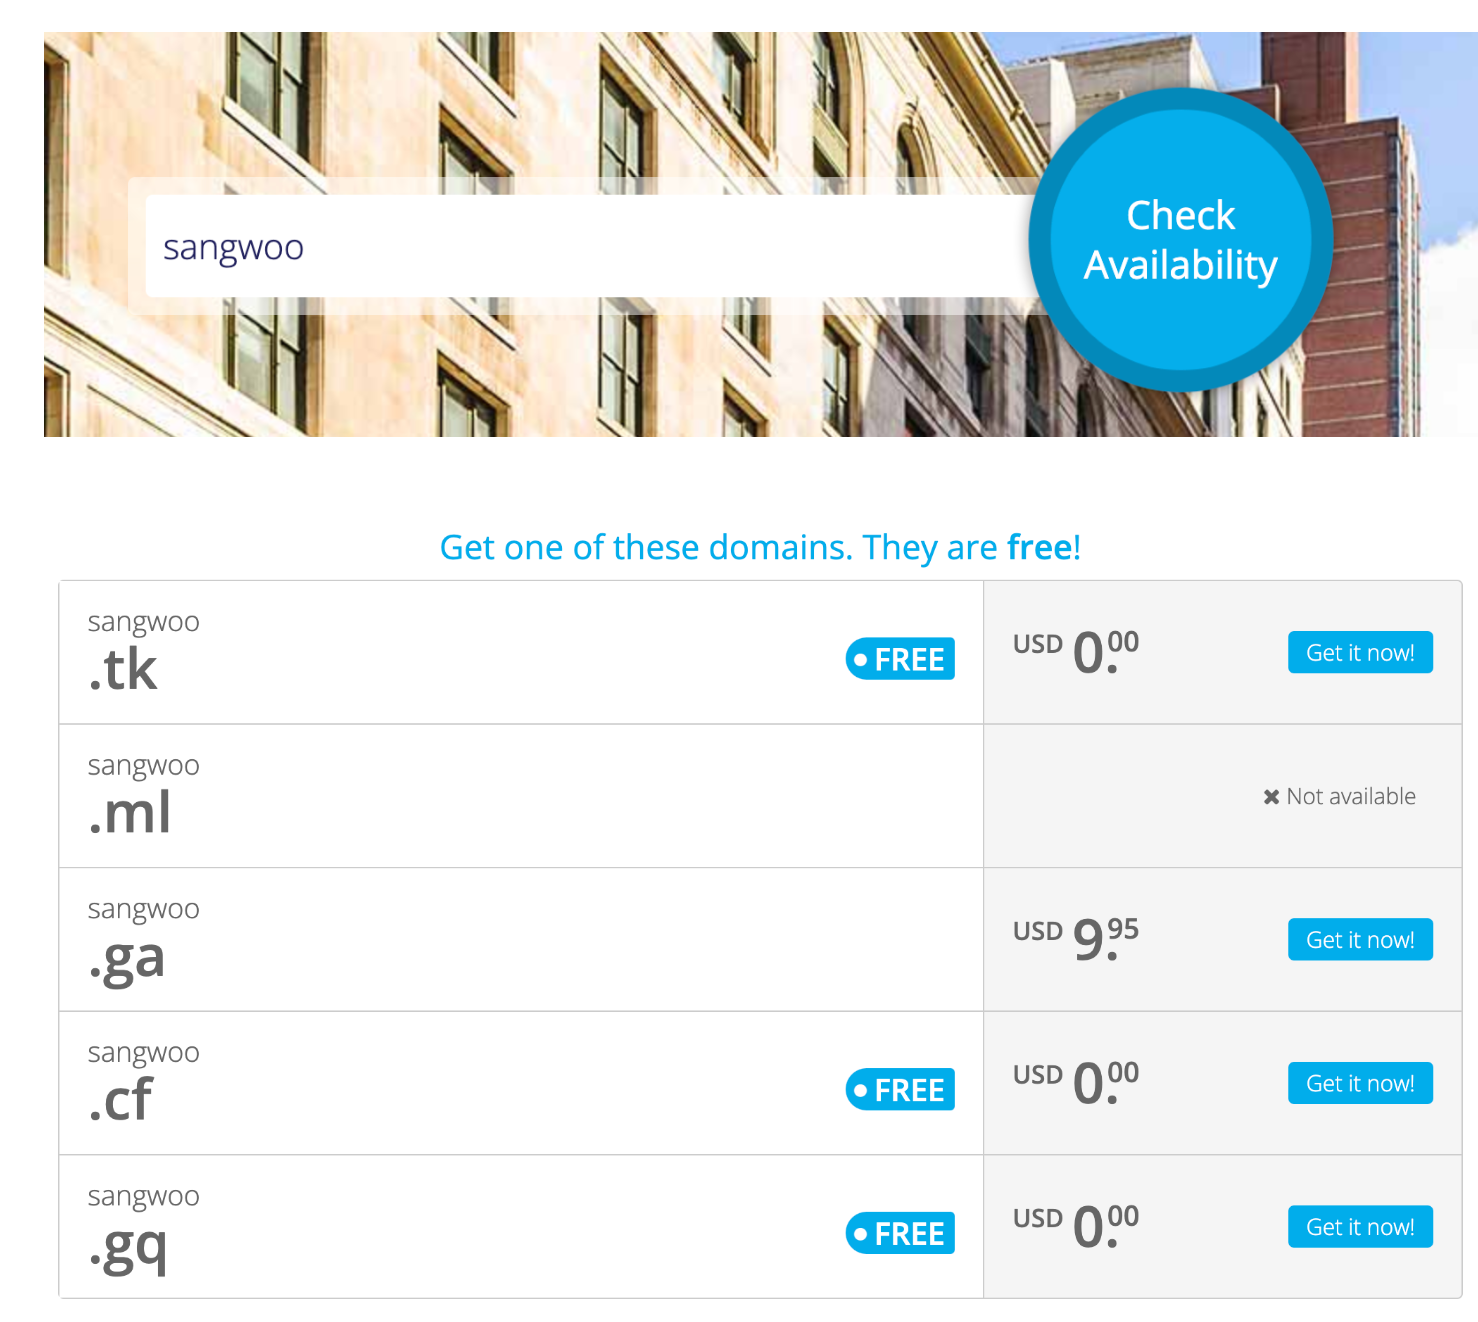 sangwoo
Check
Availability
Get one of these domains. They are free!
sangwoo
.tk
FREE
USD 0.00
Get it now!
sangwoo
.ml
✖ Not available
sangwoo
.ga
USD 9.95
Get it now!
sangwoo
.cf
FREE
USD 0.00
Get it now!
sangwoo
.gq
FREE
USD 0.00
Get it now!